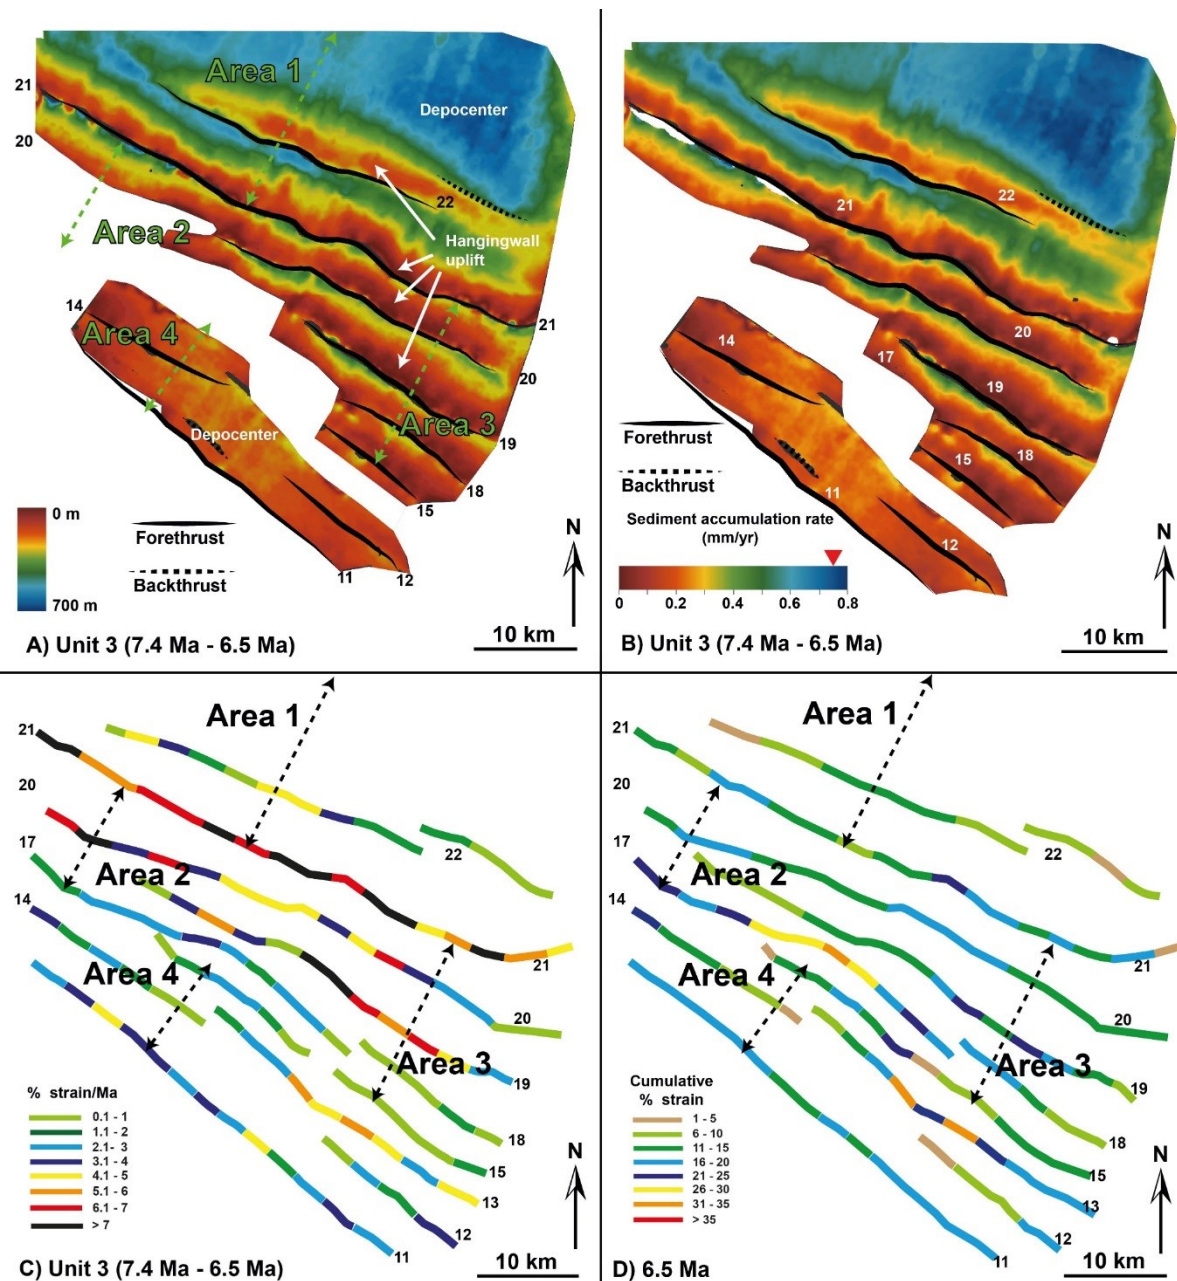 Area 1
Depocenter
21
20
22
Area 2
Hangingwall
uplift
14
Area 4
21
20
Depocenter
Area 3
19
18
15
0 m
700 m
Forethrust
Backthrust
11
12
N
10 km
A) Unit 3 (7.4 Ma - 6.5 Ma)
Depocenter
21
22
20
14
17
19
Forethrust
15
18
Backthrust
11
Sediment accumulation rate
(mm/yr)
12
0 0.2 0.4 0.6 0.8
N
10 km
B) Unit 3 (7.4 Ma - 6.5 Ma)
Area 1
21
20
17
22
Area 2
14
21
Area 4
20
Area 3
19
18
15
13
12
11
% strain/Ma
0.1 - 1
1.1 - 2
2.1- 3
3.1 - 4
4.1 - 5
5.1 - 6
6.1 - 7
> 7
N
10 km
C) Unit 3 (7.4 Ma - 6.5 Ma)
Area 1
21
20
17
22
Area 2
14
21
Area 4
20
Area 3
19
18
15
13
12
11
Cumulative
% strain
1 - 5
6 - 10
11 - 15
16 - 20
21 - 25
26 - 30
31 - 35
> 35
N
10 km
D) 6.5 Ma